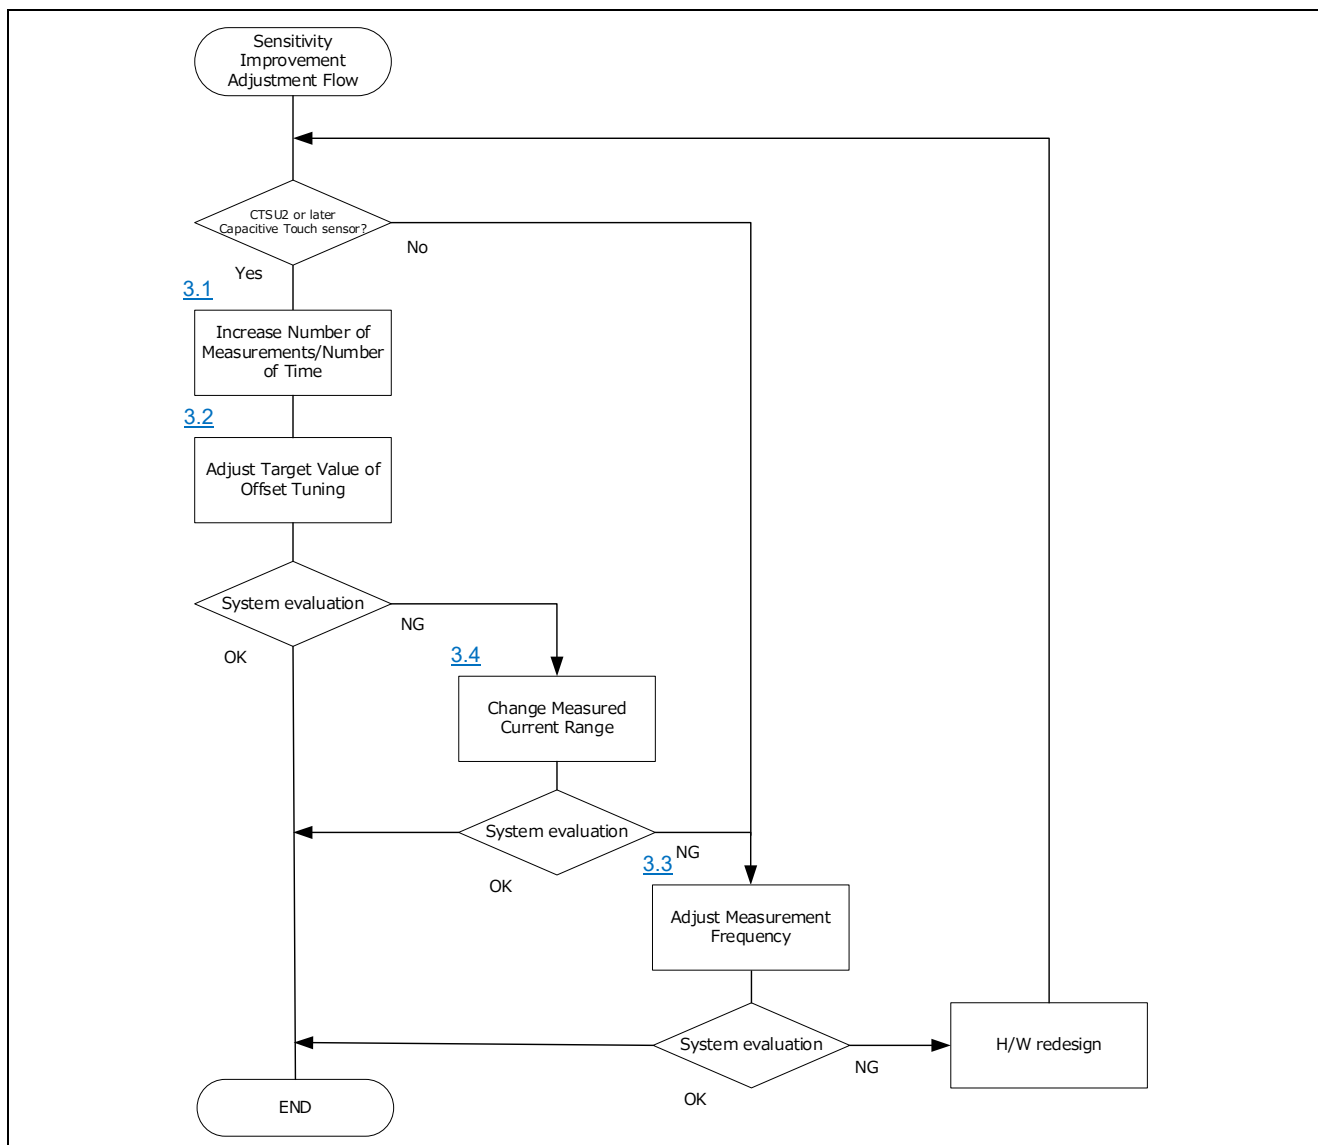 Sensitivity
Improvement
Adjustment Flow
CTSU2 or later
Capacitive Touch sensor?
No
Yes
3.1
Increase Number of
Measurements/Number
of Time
3.2
Adjust Target Value of
Offset Tuning
System evaluation
NG
OK
3.4
Change Measured
Current Range
System evaluation
NG
OK
3.3
Adjust Measurement
Frequency
System evaluation
NG
OK
H/W redesign
END